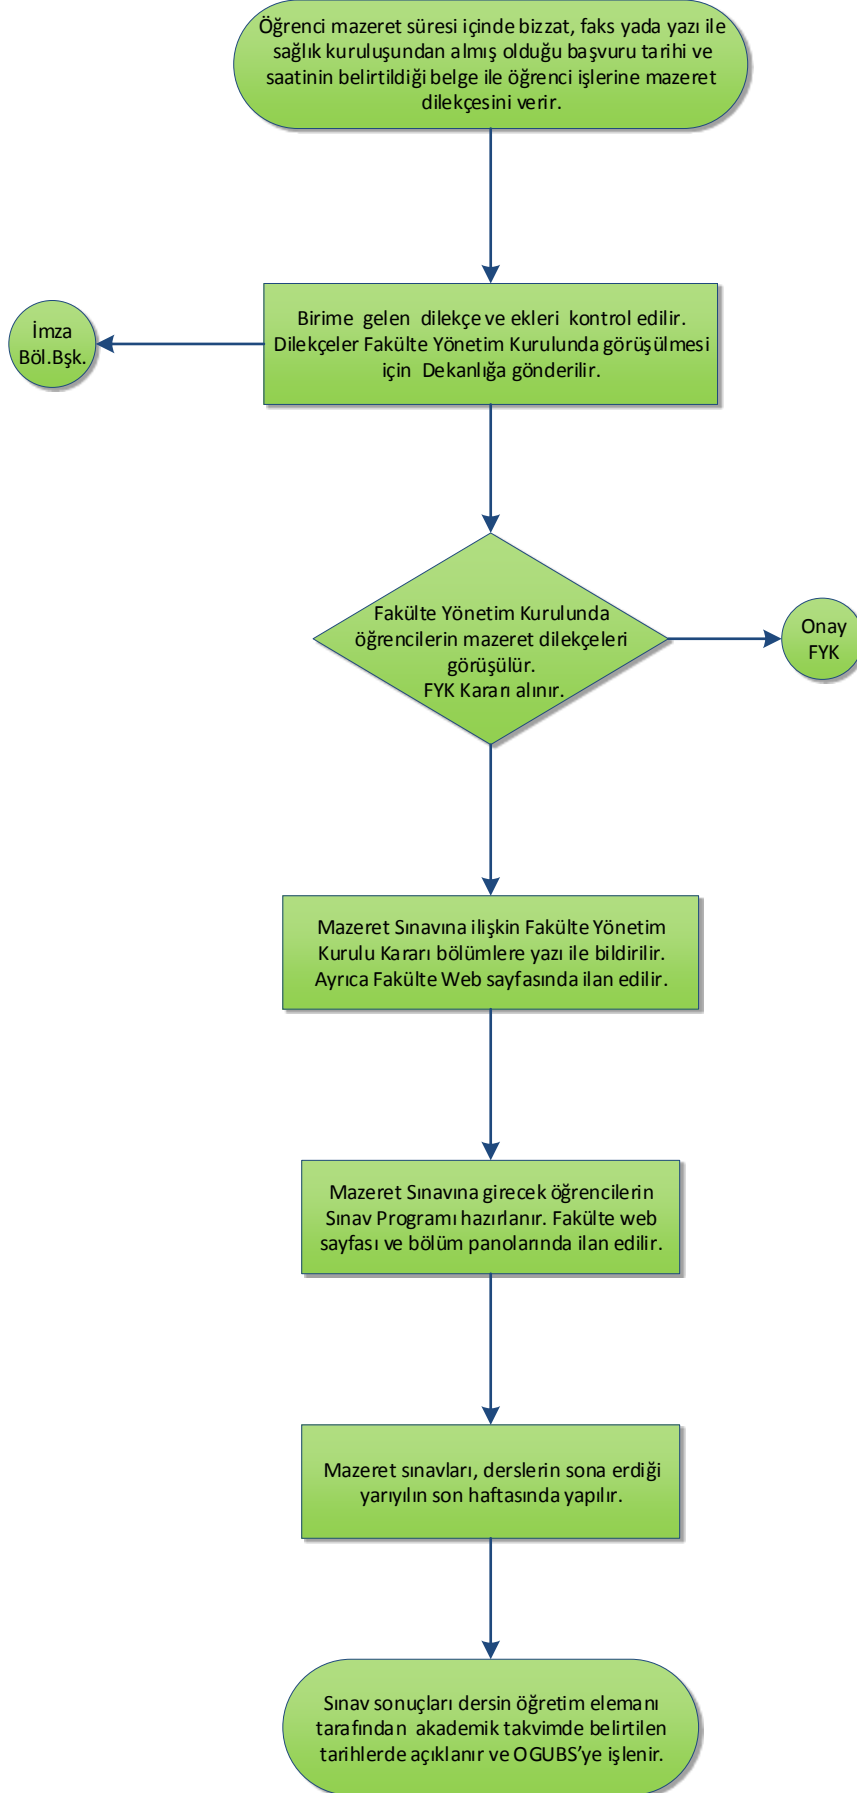 Öğrenci mazeret süresi içinde bizzat, faks yada yazı ile
sağlık kuruluşundan almış olduğu başvuru tarihi ve
saatinin belirtildiği belge ile öğrenci işlerine mazeret
dilekçesini verir.
İmza
Böl.Bşk.
Birime gelen dilekçe ve ekleri kontrol edilir.
Dilekçeler Fakülte Yönetim Kurulunda görüşülmesi
için Dekanlığa gönderilir.
Fakülte Yönetim Kurulunda
öğrencilerin mazeret dilekçeleri
görüşülür.
FYK Kararı alınır.
Onay
FYK
Mazeret Sınavına ilişkin Fakülte Yönetim
Kurulu Kararı bölümlere yazı ile bildirilir.
Ayrıca Fakülte Web sayfasında ilan edilir.
Mazeret Sınavına girecek öğrencilerin
Sınav Programı hazırlanır. Fakülte web
sayfası ve bölüm panolarında ilan edilir.
Mazeret sınavları, derslerin sona erdiği
yarıyılın son haftasında yapılır.
Sınav sonuçları dersin öğretim elemanı
tarafından akademik takvimde belirtilen
tarihlerde açıklanır ve OGUBS’ye işlenir.